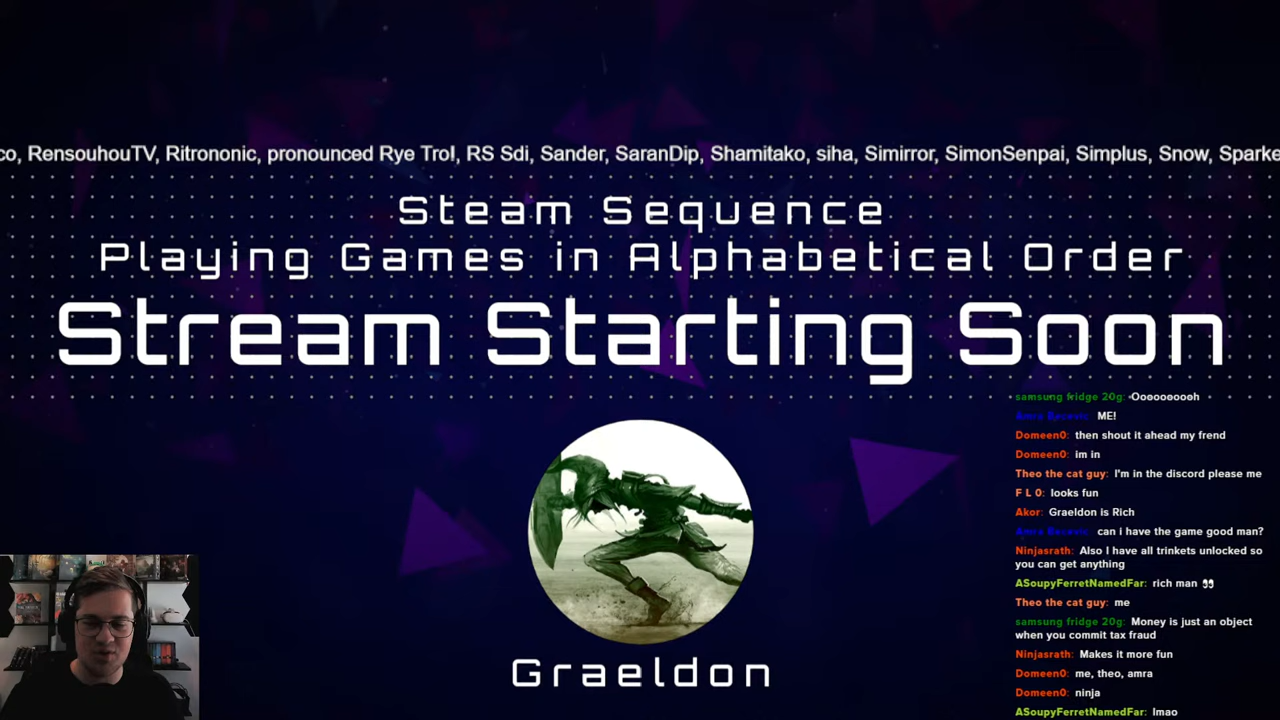 co, RensouhouTV, Ritrononic, pronounced Rye Trol, RS Sdi, Sander, SaranDip, Shamitako, siha, Simirror, SimonSenpai, Simplus, Snow, Sparke
Steam Sequence
Playing Games in Alphabetical Order
Stream Starting Soon
samsung fridge 20g: Oooooooooh
ME!
Domeen0: then shout it ahead my frend
Domeen0: im in
Theo the cat guy: I'm in the discord please me
F L 0: looks fun
Akor: Graeldon is Rich
can i have the game good man?
Ninjasrath: Also I have all trinkets unlocked so
you can get anything
ASoupyFerretNamedFar: rich man 👀
Theo the cat guy: me
samsung fridge 20g: Money is just an object
when you commit tax fraud
Ninjasrath: Makes it more fun
Domeen0: me, theo, amra
Domeen0: ninja
ASoupyFerretNamedFar: lmao
Graeldon